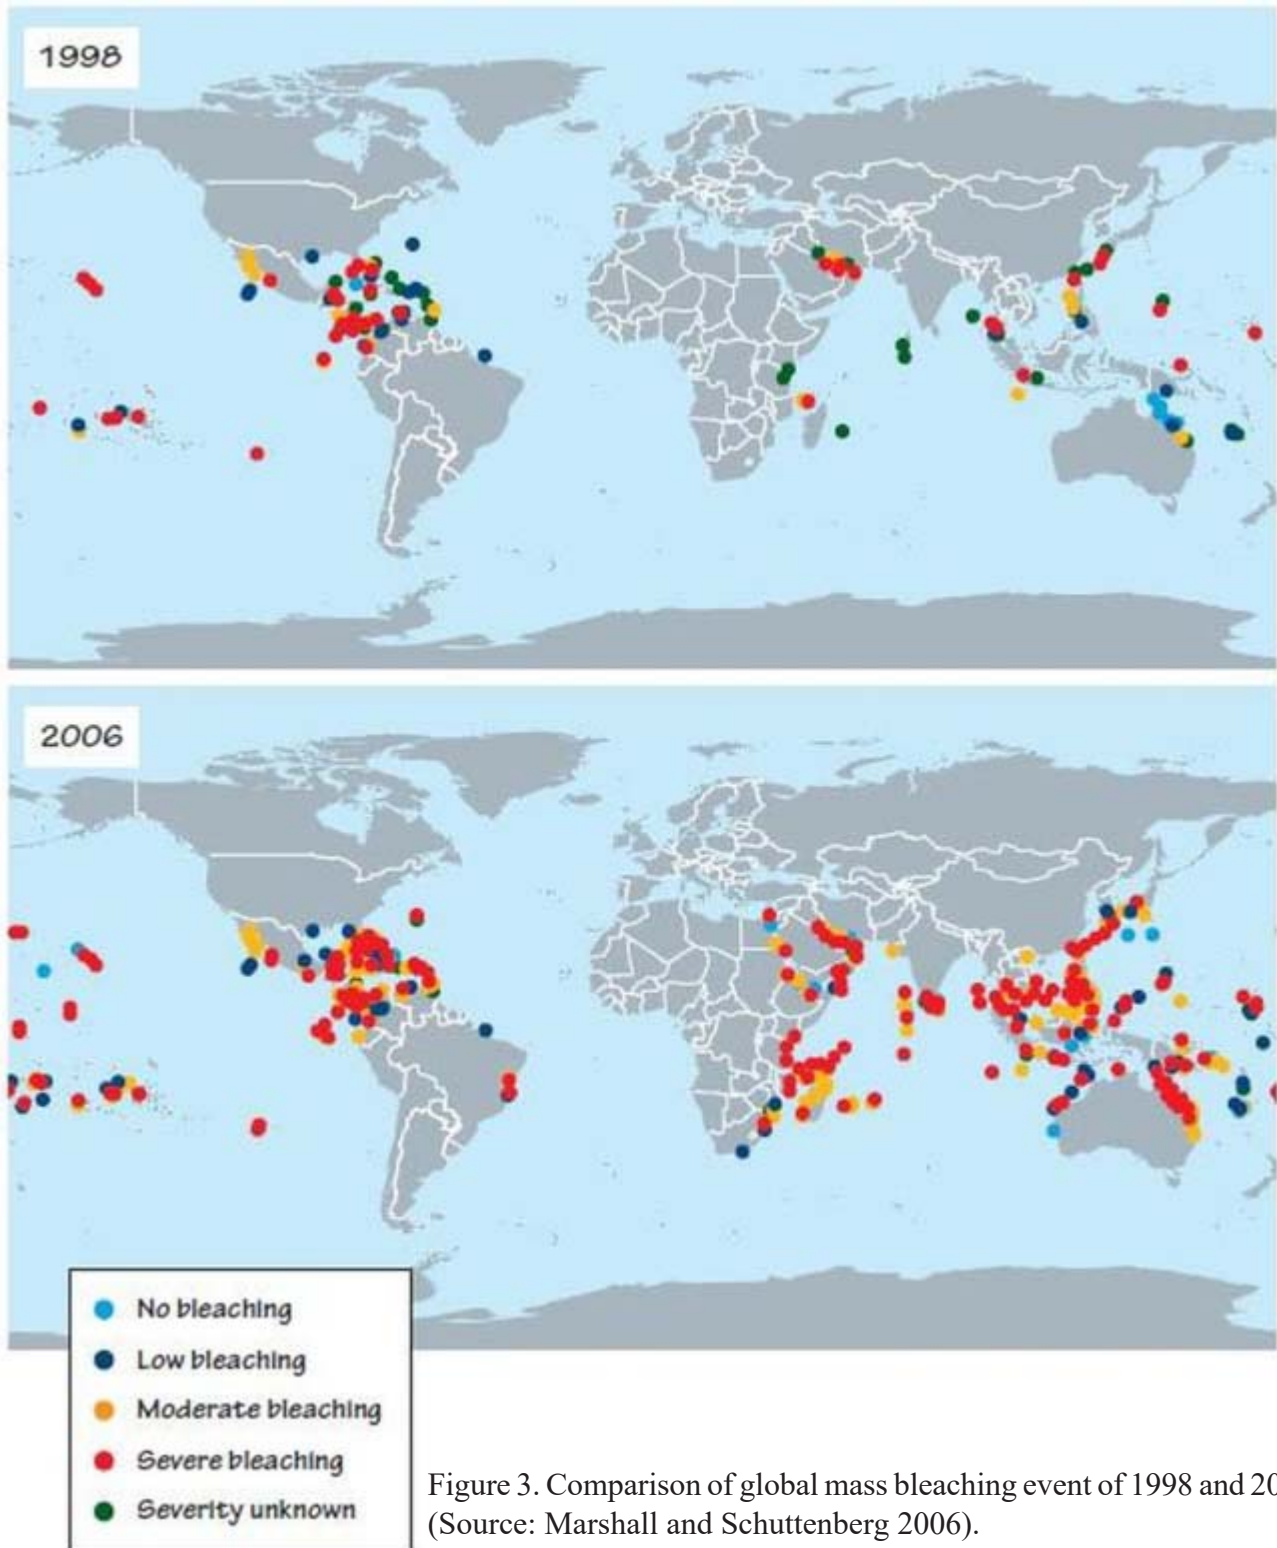 1998
2006
No bleaching
Low bleaching
Moderate bleaching
Severe bleaching
Severity unknown
Figure 3. Comparison of global mass bleaching event of 1998 and 20
(Source: Marshall and Schuttenberg 2006).